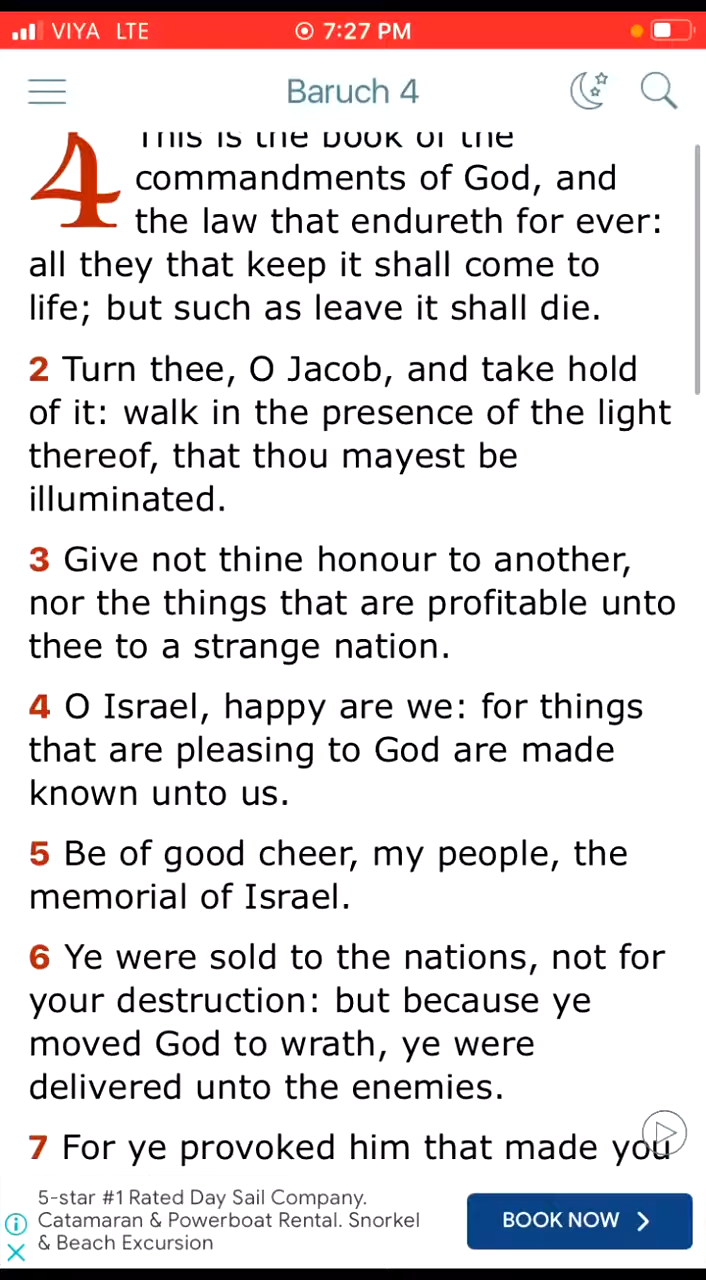 VIYA LTE 7:27 PM
Baruch 4
4 This is the book of the
commandments of God, and
the law that endureth for ever:
all they that keep it shall come to
life; but such as leave it shall die.
2 Turn thee, O Jacob, and take hold
of it: walk in the presence of the light
thereof, that thou mayest be
illuminated.
3 Give not thine honour to another,
nor the things that are profitable unto
thee to a strange nation.
4 O Israel, happy are we: for things
that are pleasing to God are made
known unto us.
5 Be of good cheer, my people, the
memorial of Israel.
6 Ye were sold to the nations, not for
your destruction: but because ye
moved God to wrath, ye were
delivered unto the enemies.
7 For ye provoked him that made you
5-star #1 Rated Day Sail Company.
Catamaran & Powerboat Rental. Snorkel
& Beach Excursion
BOOK NOW